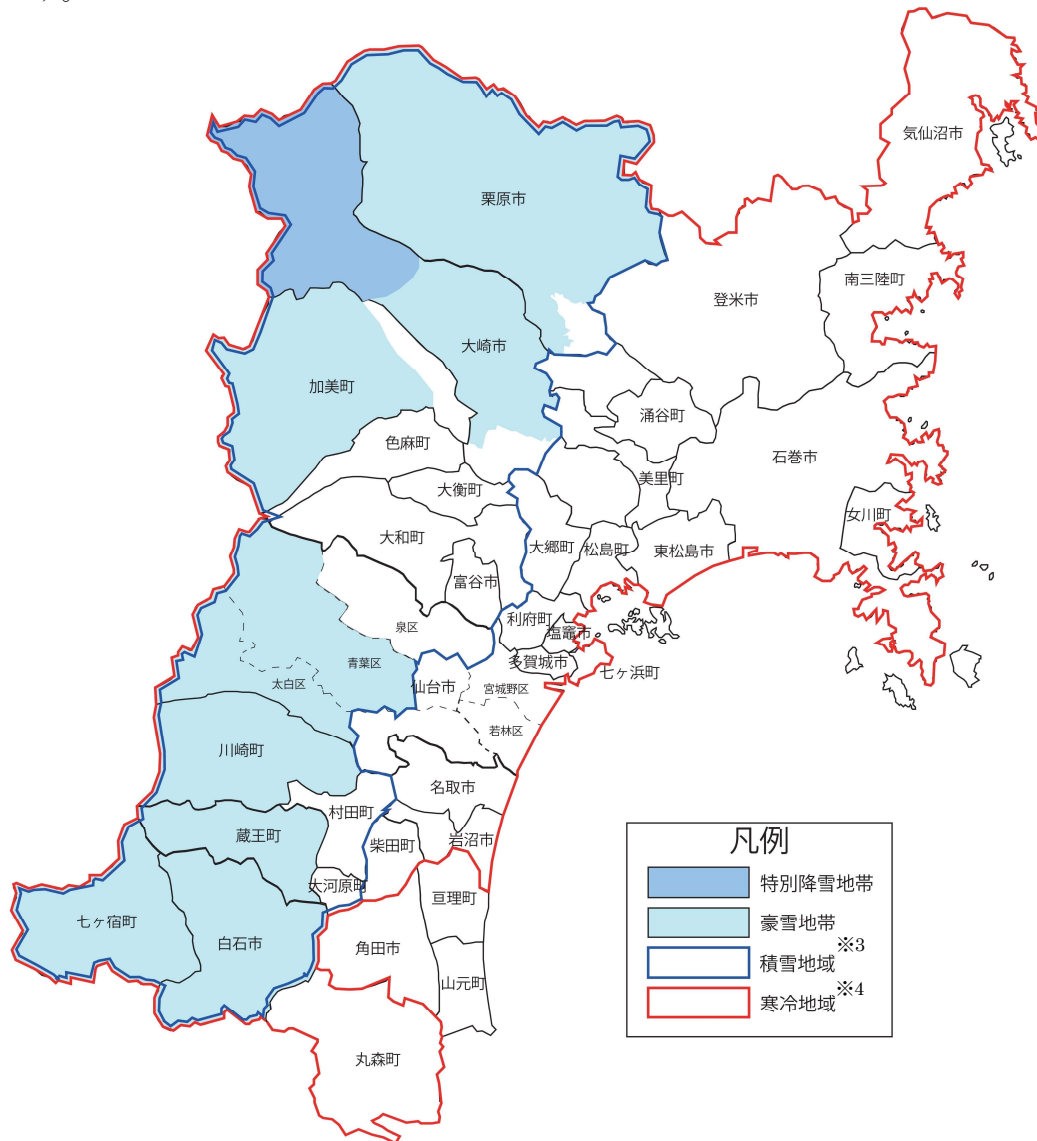 気仙沼市
栗原市
南三陸町
登米市
大崎市
加美町
涌谷町
色麻町
石巻市
美里町
大衡町
女川町
大和町
大郷町
松島町
東松島市
富谷市
利府町
泉区
塩竈市
青葉区
多賀城市
七ヶ浜町
太白区
仙台市
宮城野区
若林区
川崎町
名取市
村田町
蔵王町
柴田町
岩沼市
大河原町
亘理町
七ヶ宿町
白石市
角田市
山元町
丸森町
凡例
特別降雪地帯
豪雪地帯
積雪地域※3
寒冷地域※4